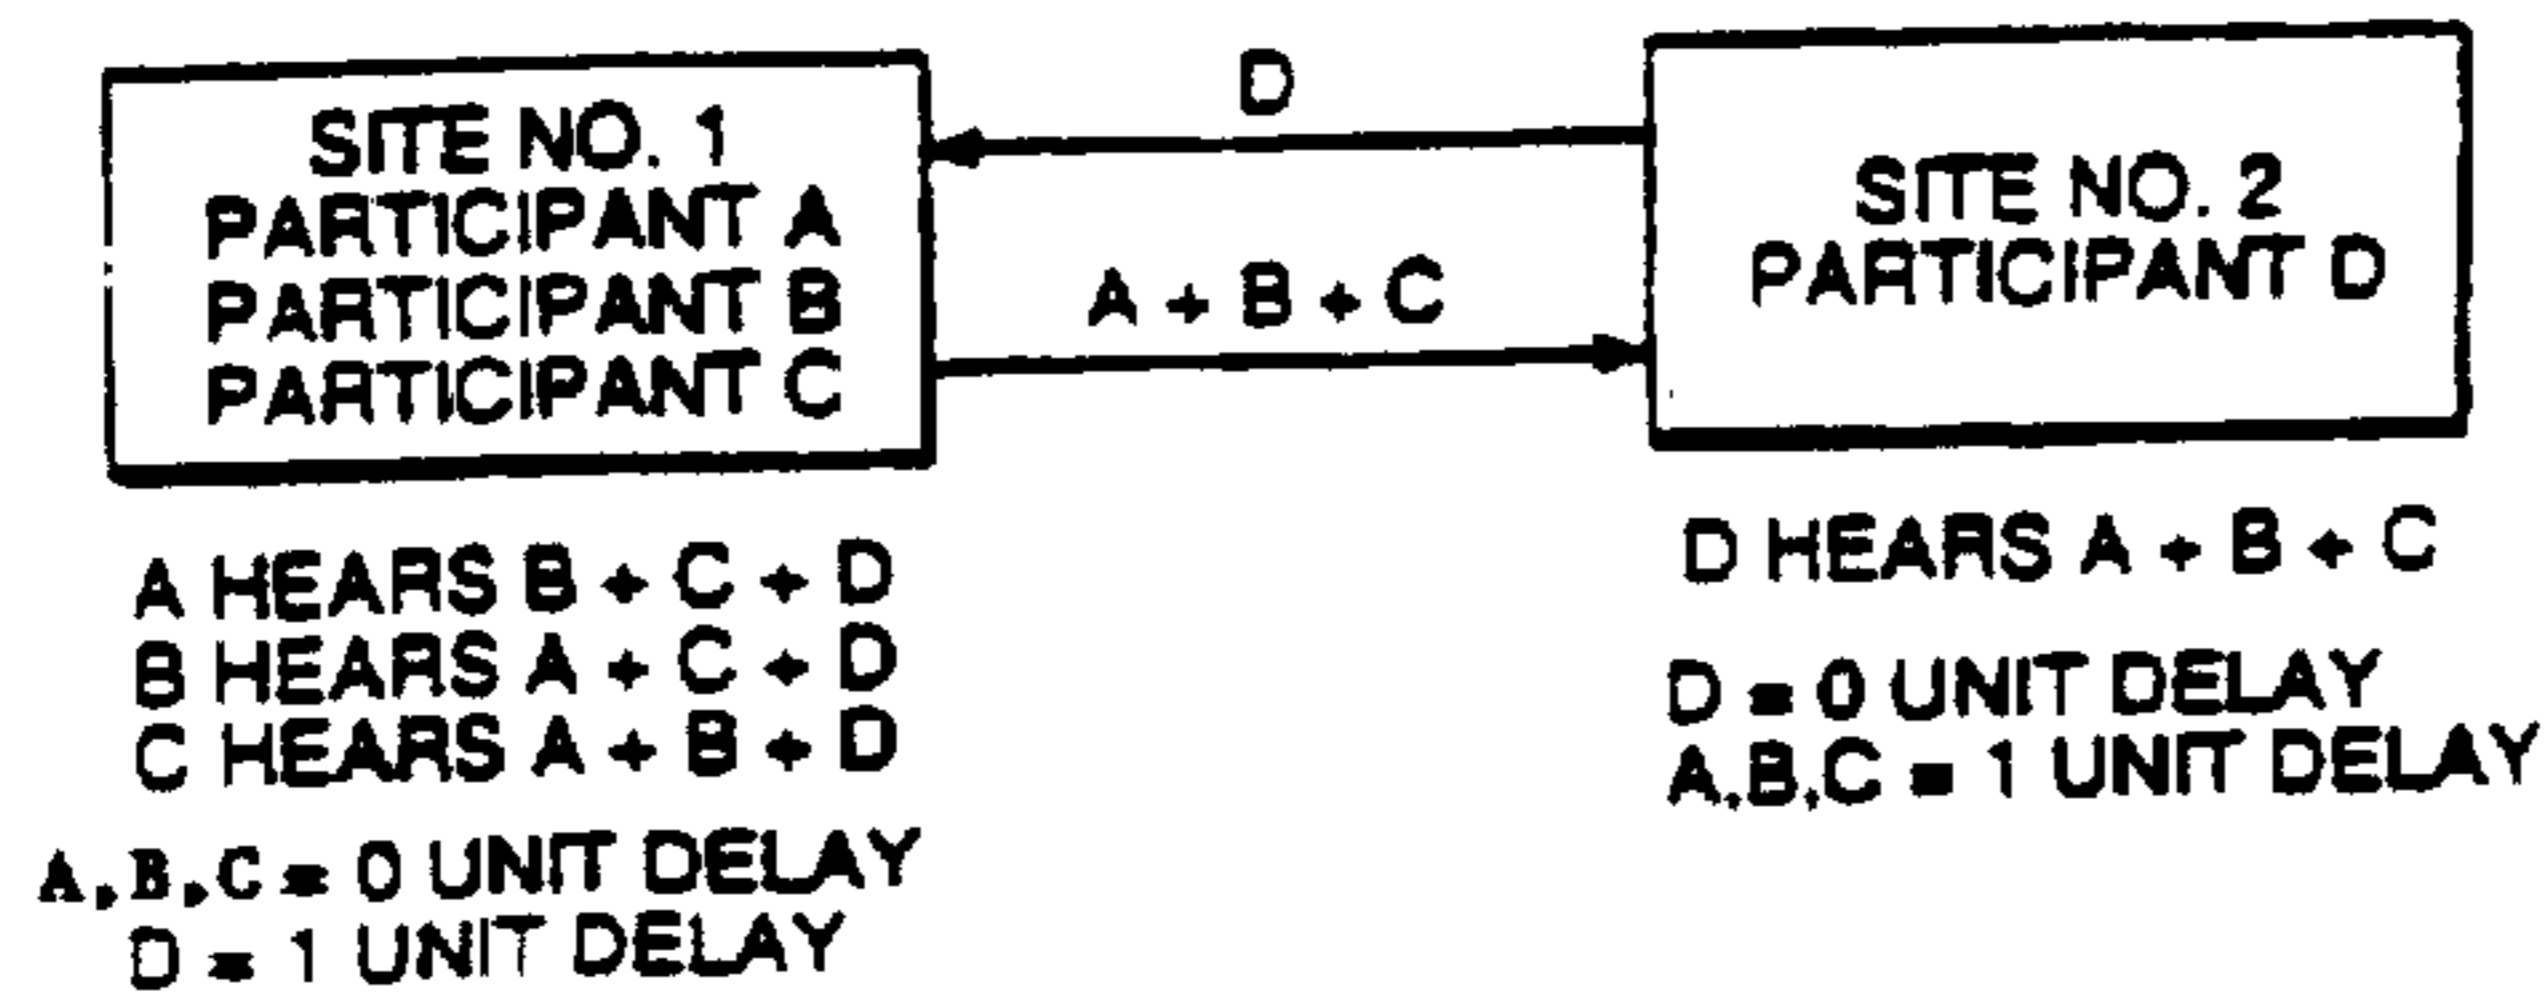 SITE NO. 1
PARTICIPANT A
PARTICIPANT B
PARTICIPANT C
D
A + B + C
SITE NO. 2
PARTICIPANT D
A HEARS B + C + D
B HEARS A + C + D
C HEARS A + B + D
A,B,C = 0 UNIT DELAY
D = 1 UNIT DELAY
D HEARS A + B + C
D = 0 UNIT DELAY
A,B,C = 1 UNIT DELAY